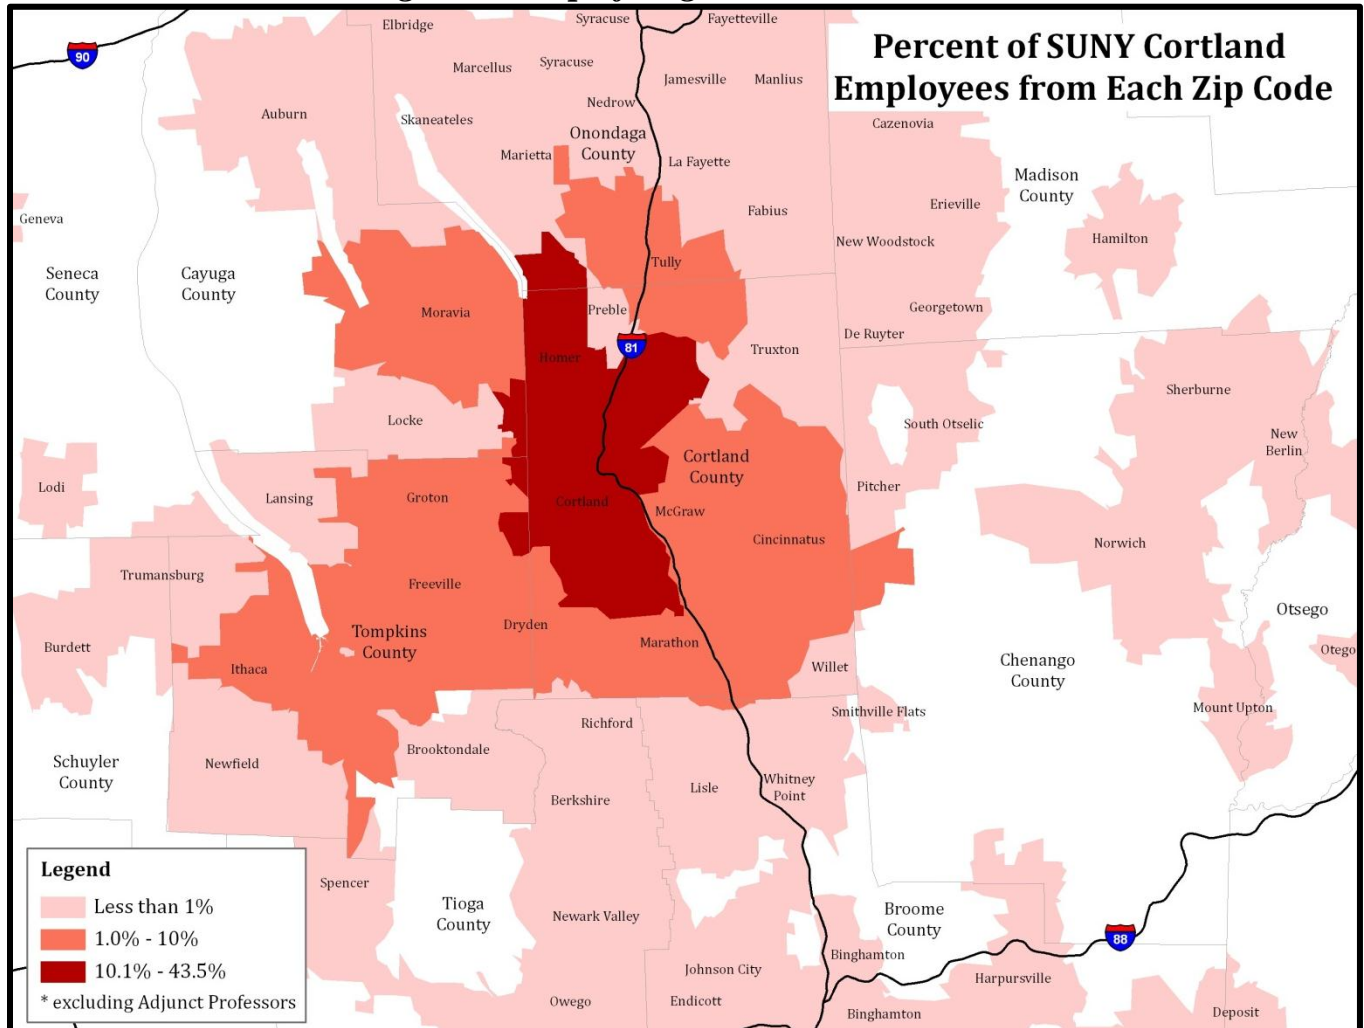 Percent of SUNY Cortland
Employees from Each Zip Code
90
Elbridge
Syracuse
Fayetteville
Marcellus
Syracuse
Jamesville
Manlius
Nedrow
Auburn
Skaneateles
Onondaga
County
Cazenovia
Marietta
La Fayette
Madison
County
Geneva
Fabius
Erieville
Hamilton
New Woodstock
Seneca
County
Cayuga
County
Tully
Moravia
Preble
Georgetown
De Ruyter
81
Homer
Truxton
Sherburne
Locke
South Otselic
New
Berlin
Cortland
County
Lodi
Lansing
Groton
Cortland
McGraw
Pitcher
Cincinnatus
Norwich
Trumansburg
Freeville
Otsego
Dryden
Tompkins
County
Marathon
Burdett
Otego
Ithaca
Willet
Chenango
County
Smithville Flats
Mount Upton
Richford
Brooktondale
Schuyler
County
Newfield
Whitney
Point
Lisle
Berkshire
Spencer
Tioga
County
Newark Valley
Broome
County
88
Binghamton
Johnson City
Harpursville
Owego
Endicott
Binghamton
Deposit
Legend
Less than 1%
1.0% - 10%
10.1% - 43.5%
* excluding Adjunct Professors